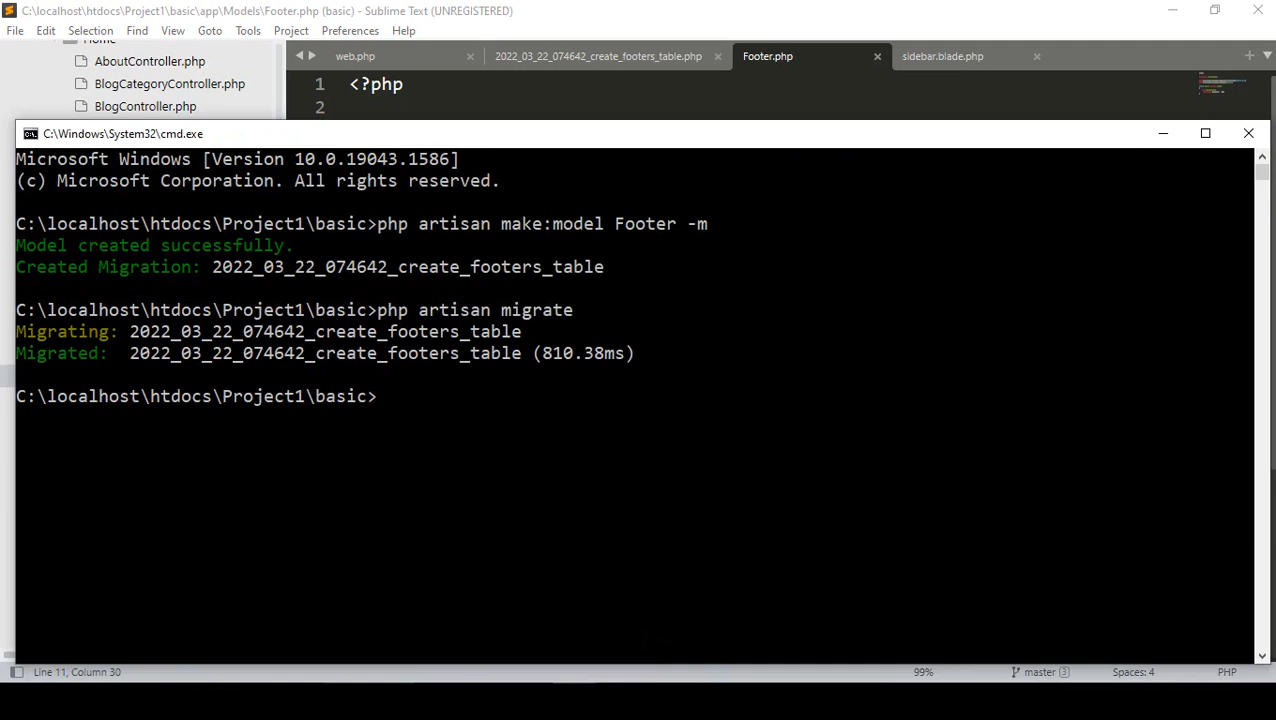 C:\localhost\htdocs\Project1\basic\app\Models\Footer.php (basic) - Sublime Text (UNREGISTERED)
File Edit Selection Find View Goto Tools Project Preferences Help
Home
AboutController.php
BlogCategoryController.php
BlogController.php
web.php 2022_03_22_074642_create_footers_table.php Footer.php sidebar.blade.php
1 <?php
2
C:\Windows\System32\cmd.exe
Microsoft Windows [Version 10.0.19043.1586]
(c) Microsoft Corporation. All rights reserved.
C:\localhost\htdocs\Project1\basic>php artisan make:model Footer -m
Model created successfully.
Created Migration: 2022_03_22_074642_create_footers_table
C:\localhost\htdocs\Project1\basic>php artisan migrate
Migrating: 2022_03_22_074642_create_footers_table
Migrated:  2022_03_22_074642_create_footers_table (810.38ms)
C:\localhost\htdocs\Project1\basic>
Line 11, Column 30 99% master 3 Spaces: 4 PHP